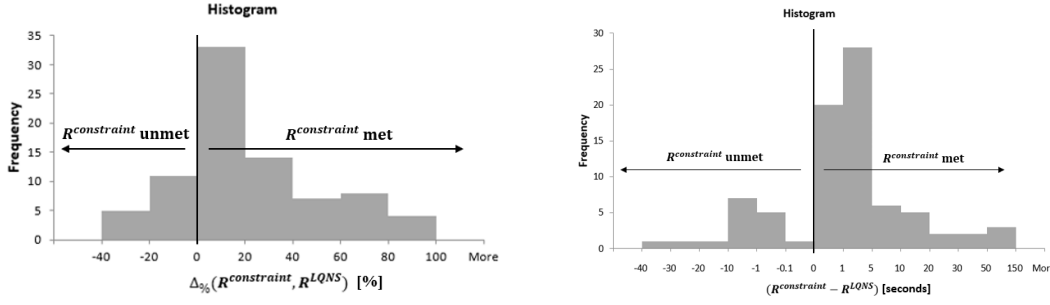 Histogram
35
30
25
20
15
10
5
0
Frequency
R^constraint unmet
R^constraint met
-40 -20 0 20 40 60 80 100 More
Δ%(R^constraint, R^LQNS) [%]
Histogram
30
25
20
15
10
5
0
Frequency
R^constraint unmet
R^constraint met
-40 -30 -10 -1 -0.1 0 1 5 10 20 30 50 150 Mor
(R^constraint − R^LQNS) [seconds]